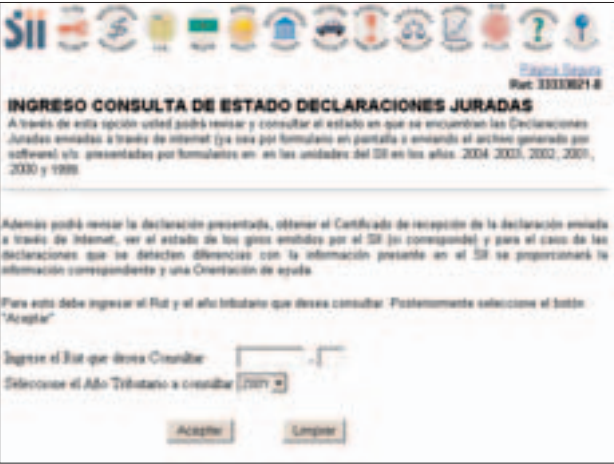 SII
Página Segura
Rut: 33333021-8
INGRESO CONSULTA DE ESTADO DECLARACIONES JURADAS
A través de esta opción usted podrá revisar y consultar el estado en que se encuentran las Declaraciones
Juradas enviadas a través de internet (ya sea por formulario en pantalla o enviando el archivo generado por
software) y/o presentadas por formularios en en las unidades del SII en los años: 2004 2003, 2002, 2001,
2000 y 1999.
Además podrá revisar la declaración presentada, obtener el Certificado de recepción de la declaración enviada
a través de Internet, ver el estado de los giros emitidos por el SII (si corresponde) y para el caso de las
declaraciones que se detecten diferencias con la información presente en el SII se proporcionará la
información correspondiente y una Orientación de ayuda.
Para esto debe ingresar el Rut y el año tributario que desea consultar. Posteriormente seleccione el botón
"Aceptar"
Ingrese el Rut que desea Consultar -
Seleccione el Año Tributario a consultar 2001
Aceptar Limpiar